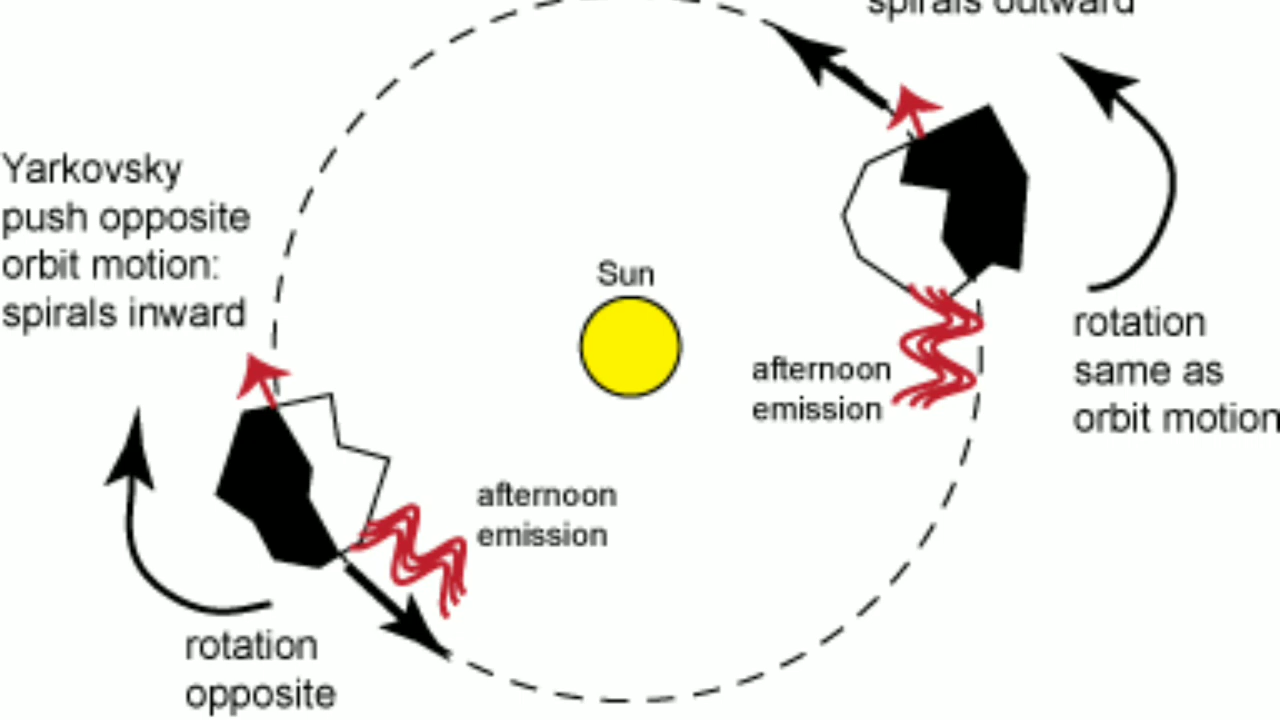 spirals outward
Yarkovsky
push opposite
orbit motion:
spirals inward
Sun
afternoon
emission
rotation
same as
orbit motion
afternoon
emission
rotation
opposite